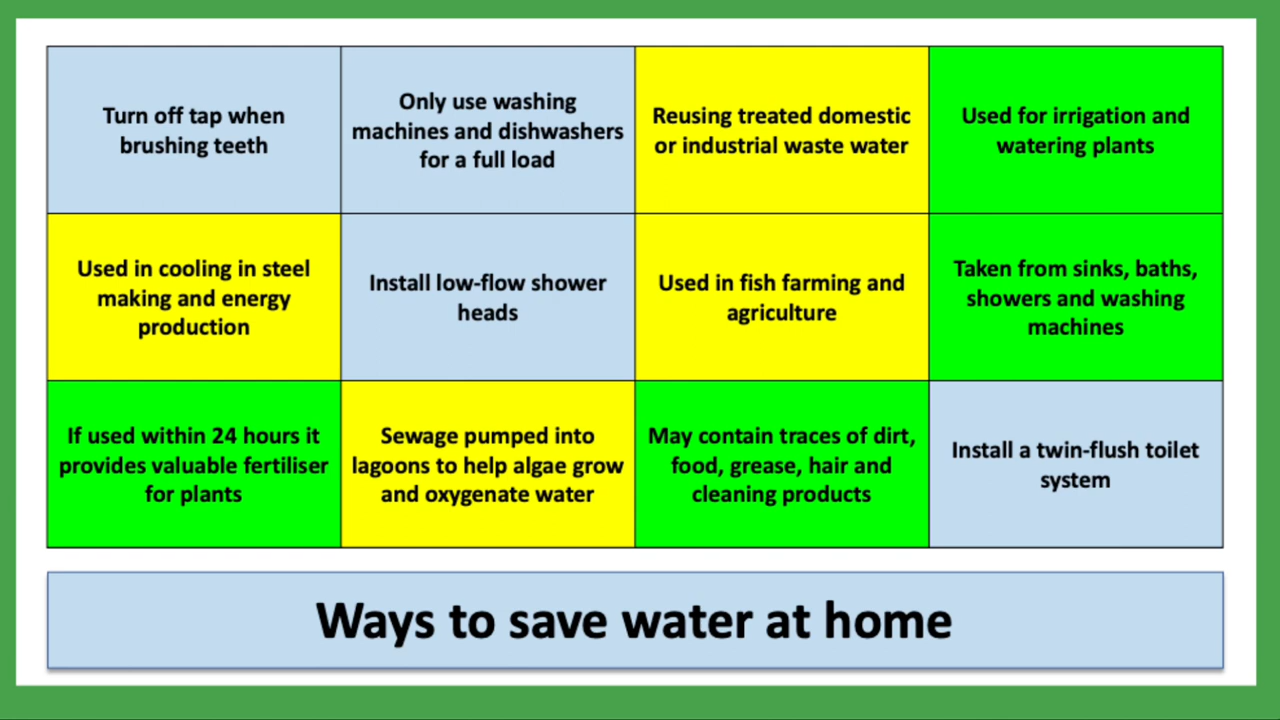 Turn off tap when
brushing teeth
Only use washing
machines and dishwashers
for a full load
Reusing treated domestic
or industrial waste water
Used for irrigation and
watering plants
Used in cooling in steel
making and energy
production
Install low-flow shower
heads
Used in fish farming and
agriculture
Taken from sinks, baths,
showers and washing
machines
If used within 24 hours it
provides valuable fertiliser
for plants
Sewage pumped into
lagoons to help algae grow
and oxygenate water
May contain traces of dirt,
food, grease, hair and
cleaning products
Install a twin-flush toilet
system
Ways to save water at home